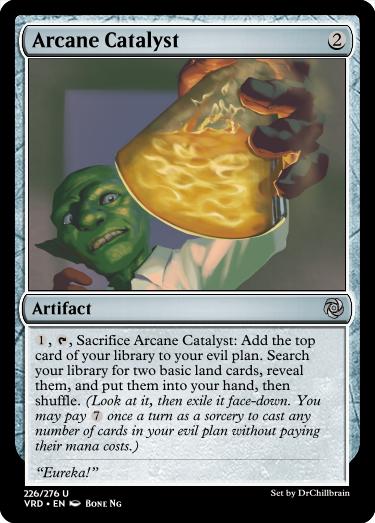 Arcane Catalyst 2
Artifact
1, T, Sacrifice Arcane Catalyst: Add the top
card of your library to your evil plan. Search
your library for two basic land cards, reveal
them, and put them into your hand, then
shuffle. (Look at it, then exile it face-down. You
may pay 7 once a turn as a sorcery to cast any
number of cards in your evil plan without paying
their mana costs.)
“Eureka!”
226/276 U
VRD • EN Bone Ng
Set by DrChillbrain